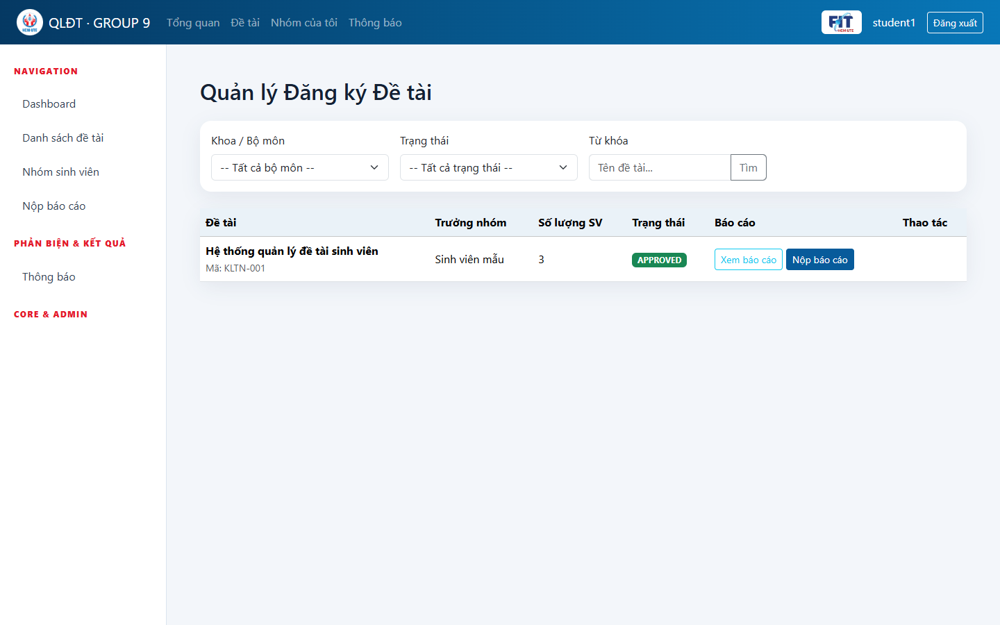 HCM-UTE QLĐT · GROUP 9 Tổng quan Đề tài Nhóm của tôi Thông báo FIT HCM UTE student1 Đăng xuất
NAVIGATION
Dashboard
Danh sách đề tài
Nhóm sinh viên
Nộp báo cáo
PHẢN BIỆN & KẾT QUẢ
Thông báo
CORE & ADMIN
Quản lý Đăng ký Đề tài
Khoa / Bộ môn Trạng thái Từ khóa
-- Tất cả bộ môn -- -- Tất cả trạng thái -- Tên đề tài... Tìm
Đề tài Trưởng nhóm Số lượng SV Trạng thái Báo cáo Thao tác
Hệ thống quản lý đề tài sinh viên Sinh viên mẫu 3 APPROVED Xem báo cáo Nộp báo cáo
Mã: KLTN-001